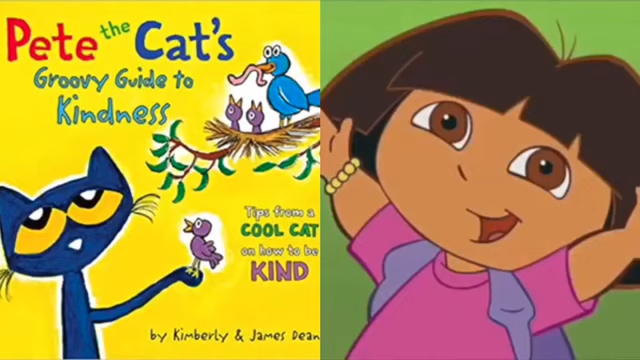 Pete the Cat's
Groovy Guide to
Kindness
Tips from a
COOL CAT
on how to be
KIND
by Kimberly & James Dean